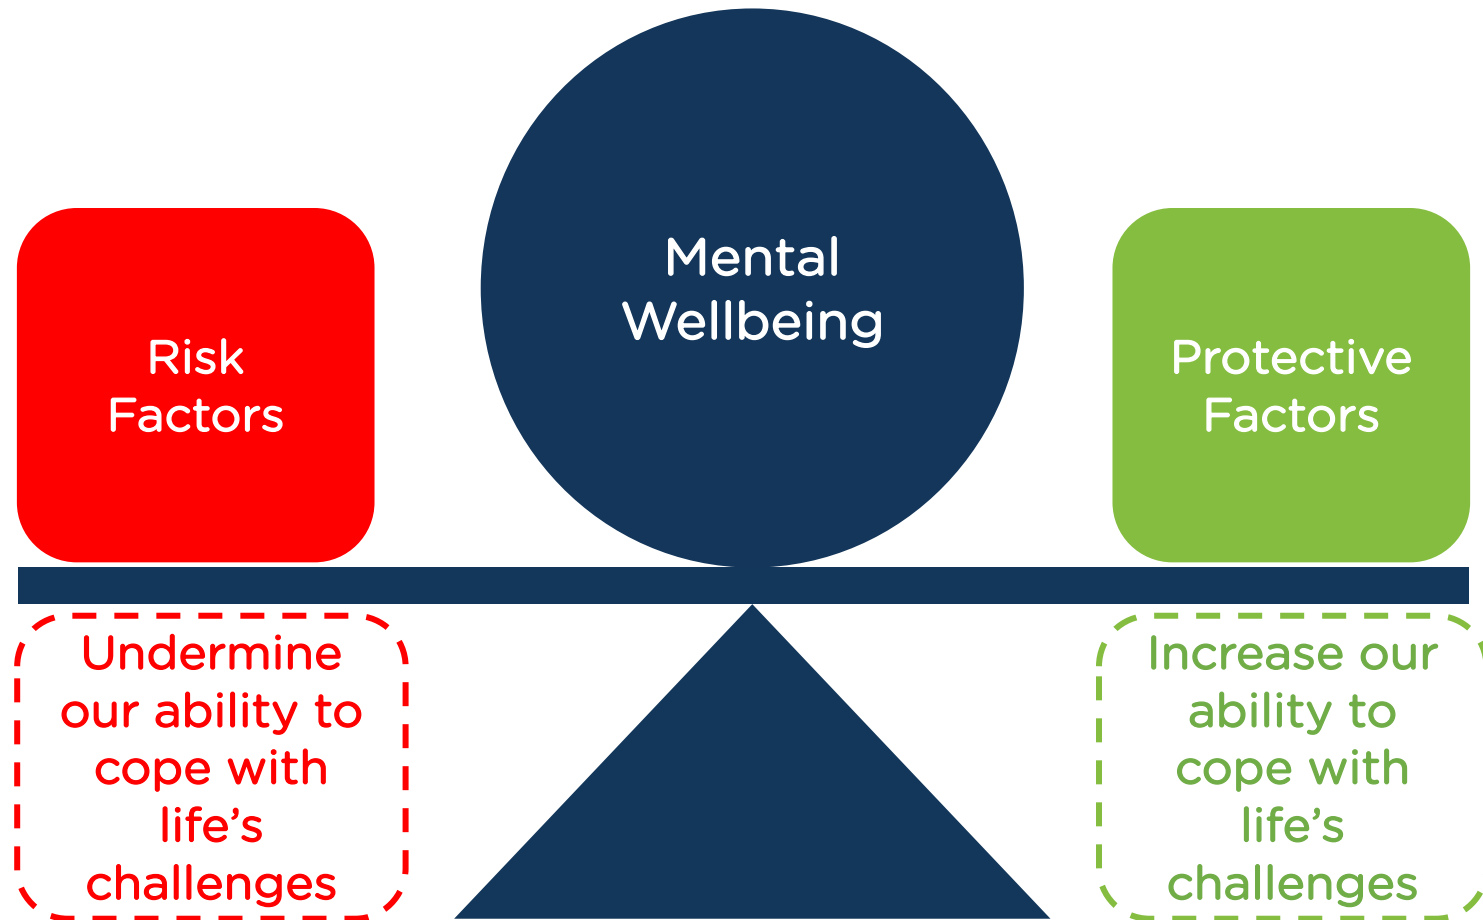 Mental
Wellbeing
Risk
Factors
Protective
Factors
Undermine
our ability to
cope with
life’s
challenges
Increase our
ability to
cope with
life’s
challenges